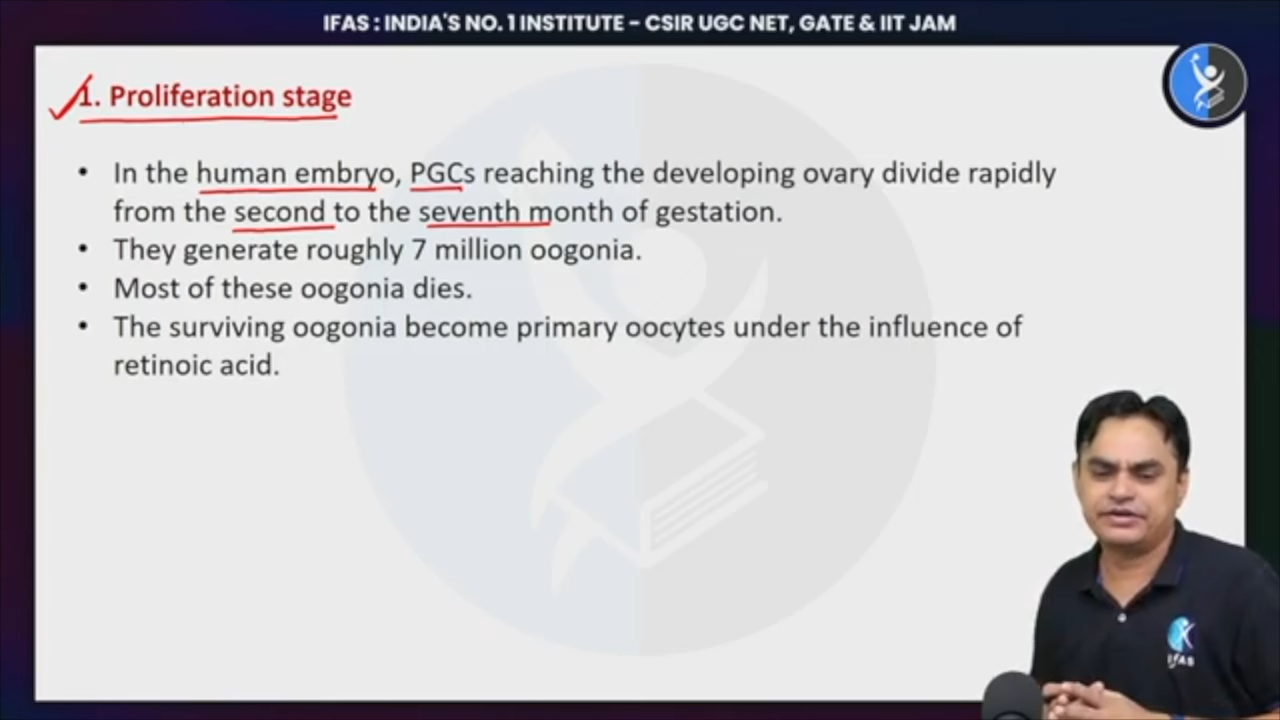 IFAS : INDIA'S NO. 1 INSTITUTE - CSIR UGC NET, GATE & IIT JAM
1. Proliferation stage
• In the human embryo, PGCs reaching the developing ovary divide rapidly
from the second to the seventh month of gestation.
• They generate roughly 7 million oogonia.
• Most of these oogonia dies.
• The surviving oogonia become primary oocytes under the influence of
retinoic acid.
IFAS